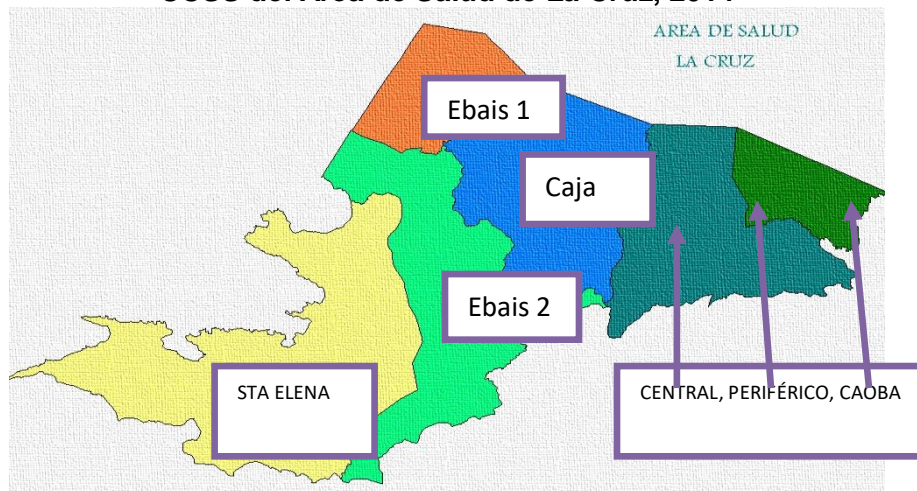 AREA DE SALUD
LA CRUZ
Ebais 1
Caja
Ebais 2
STA ELENA
CENTRAL, PERIFÉRICO, CAOBA